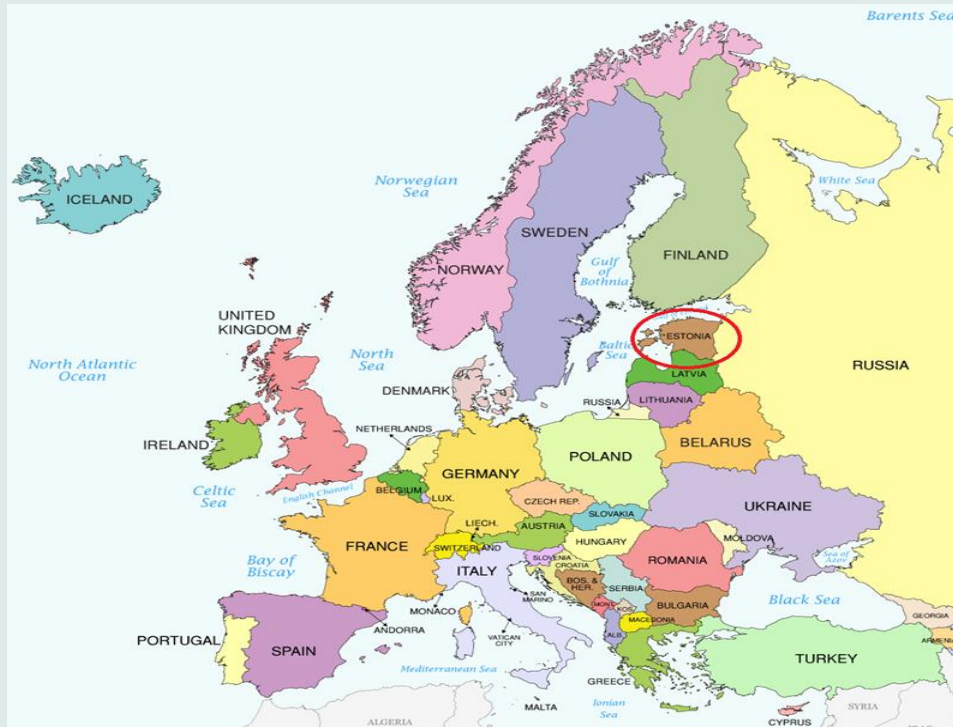 Barents Sea
ICELAND
Norwegian
Sea
SWEDEN
NORWAY
FINLAND
White Sea
Gulf
of
Bothnia
UNITED
KINGDOM
North Atlantic
Ocean
North
Sea
Baltic
Sea
ESTONIA
RUSSIA
LATVIA
DENMARK
LITHUANIA
RUSSIA
NETHERLANDS
BELARUS
IRELAND
POLAND
GERMANY
Celtic
Sea
English Channel
BELGIUM
LUX.
CZECH REP.
UKRAINE
SLOVAKIA
LIECH.
AUSTRIA
FRANCE
SWITZERLAND
HUNGARY
MOLDOVA
Bay of
Biscay
ITALY
SLOVENIA
CROATIA
ROMANIA
Sea of
Azov
BOS. &
HER.
SERBIA
SAN
MARINO
MONACO
MONT.
KOS.
BULGARIA
Black Sea
GEORGIA
ANDORRA
VATICAN
CITY
MACEDONIA
ALB.
PORTUGAL
SPAIN
ARMENIA
TURKEY
Mediterranean Sea
GREECE
Ionian
Sea
MALTA
SYRIA
CYPRUS
ALGERIA